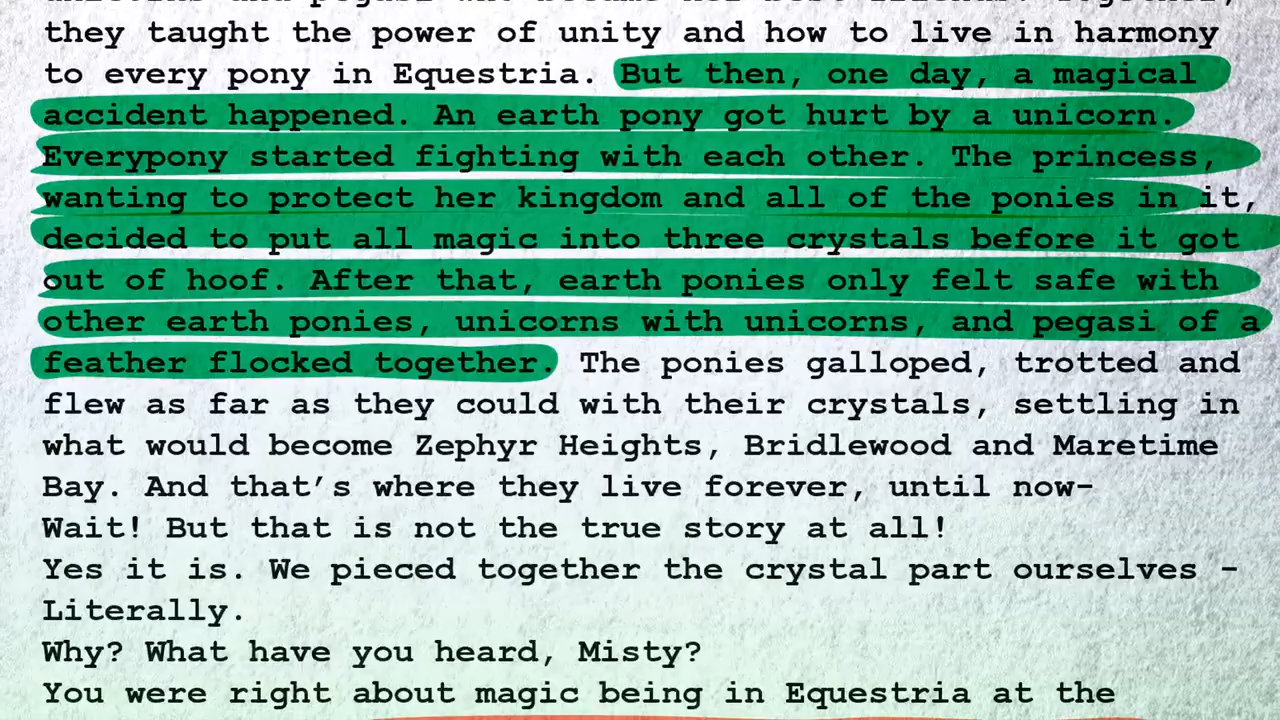 they taught the power of unity and how to live in harmony
to every pony in Equestria. But then, one day, a magical
accident happened. An earth pony got hurt by a unicorn.
Everypony started fighting with each other. The princess,
wanting to protect her kingdom and all of the ponies in it,
decided to put all magic into three crystals before it got
out of hoof. After that, earth ponies only felt safe with
other earth ponies, unicorns with unicorns, and pegasi of a
feather flocked together. The ponies galloped, trotted and
flew as far as they could with their crystals, settling in
what would become Zephyr Heights, Bridlewood and Maretime
Bay. And that’s where they live forever, until now-
Wait! But that is not the true story at all!
Yes it is. We pieced together the crystal part ourselves -
Literally.
Why? What have you heard, Misty?
You were right about magic being in Equestria at the